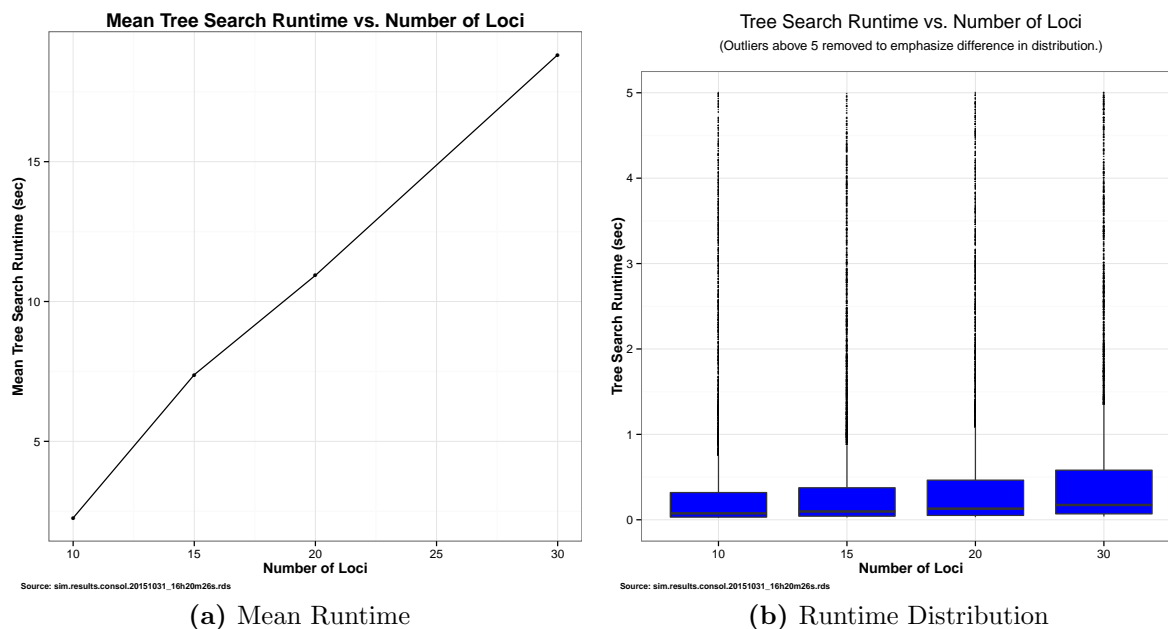 Mean Tree Search Runtime vs. Number of Loci
Mean Tree Search Runtime (sec)
15
10
5
10
15
20
25
30
Number of Loci
Source: sim.results.consol.20151031_16h20m26s.rds
(a) Mean Runtime
Tree Search Runtime vs. Number of Loci
(Outliers above 5 removed to emphasize difference in distribution.)
Tree Search Runtime (sec)
5
4
3
2
1
0
10
15
20
30
Number of Loci
Source: sim.results.consol.20151031_16h20m26s.rds
(b) Runtime Distribution